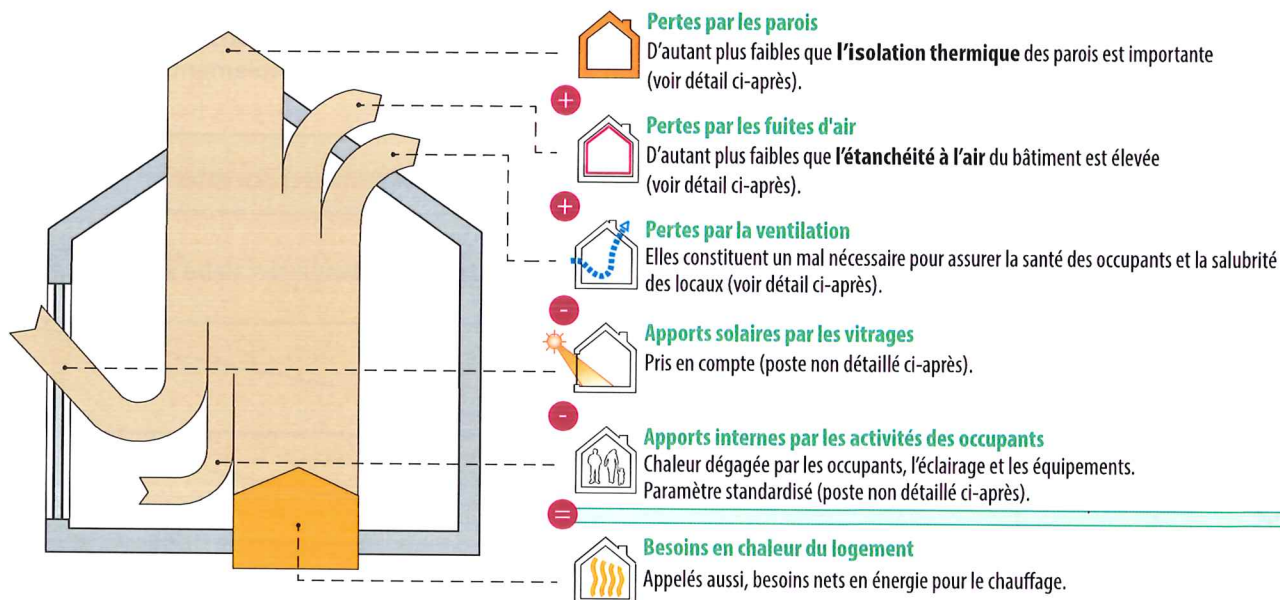 Pertes par les parois
D'autant plus faibles que l'isolation thermique des parois est importante
(voir détail ci-après).
+
Pertes par les fuites d'air
D'autant plus faibles que l'étanchéité à l'air du bâtiment est élevée
(voir détail ci-après).
+
Pertes par la ventilation
Elles constituent un mal nécessaire pour assurer la santé des occupants et la salubrité
des locaux (voir détail ci-après).
-
Apports solaires par les vitrages
Pris en compte (poste non détaillé ci-après).
-
Apports internes par les activités des occupants
Chaleur dégagée par les occupants, l'éclairage et les équipements.
Paramètre standardisé (poste non détaillé ci-après).
=
Besoins en chaleur du logement
Appelés aussi, besoins nets en énergie pour le chauffage.